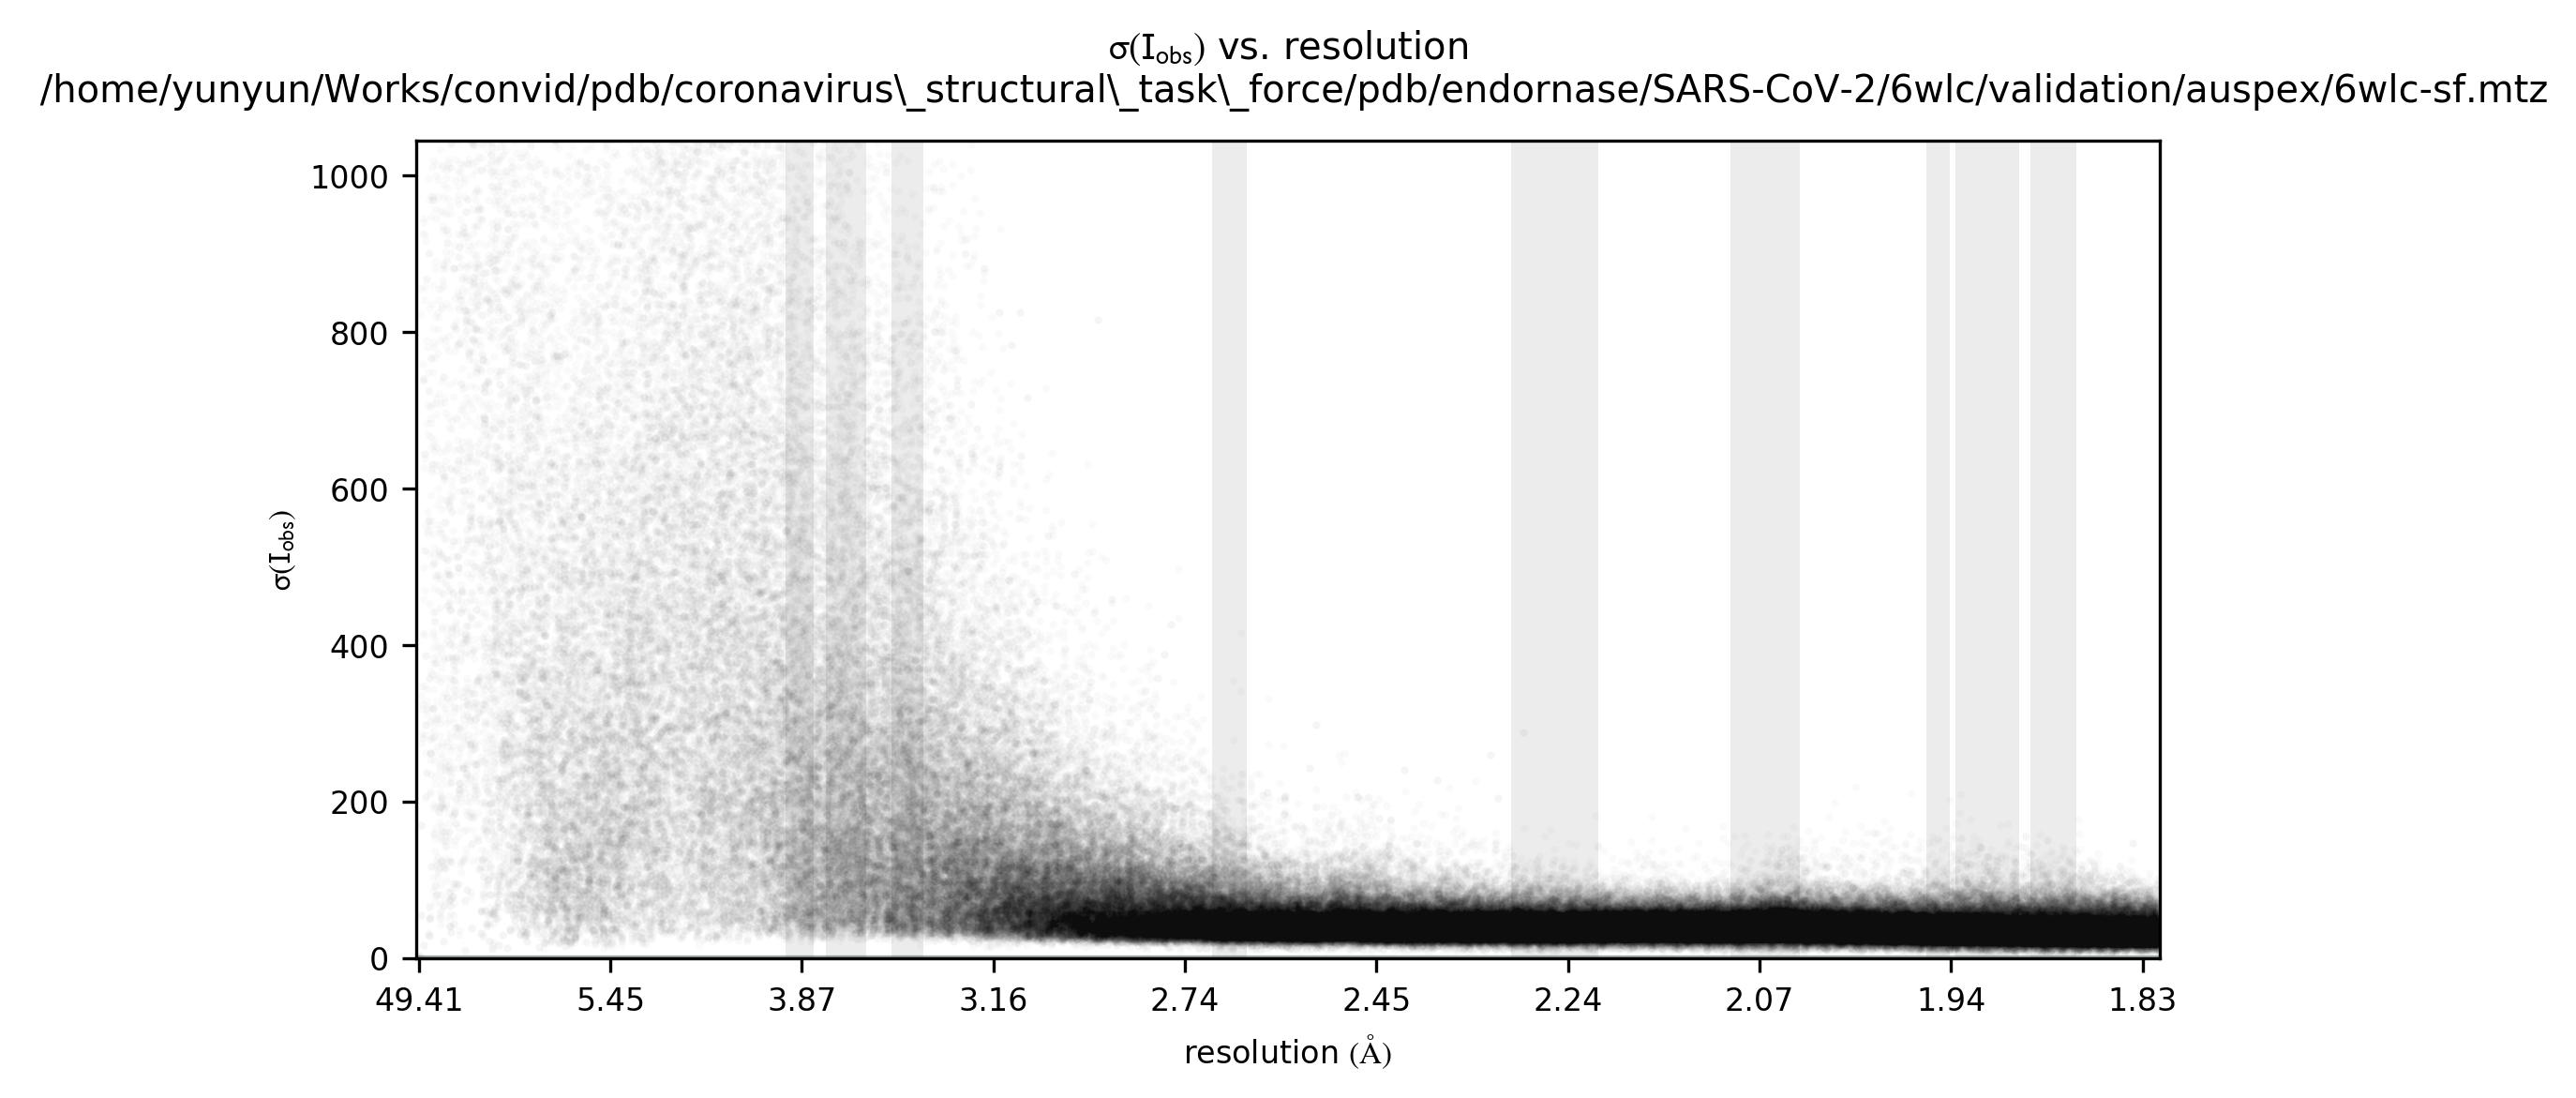 σ(I_obs) vs. resolution
/home/yunyun/Works/convid/pdb/coronavirus\_structural\_task\_force/pdb/endornase/SARS-CoV-2/6wlc/validation/auspex/6wlc-sf.mtz
1000
800
600
400
200
0
σ(I_obs)
49.41 5.45 3.87 3.16 2.74 2.45 2.24 2.07 1.94 1.83
resolution (Å)